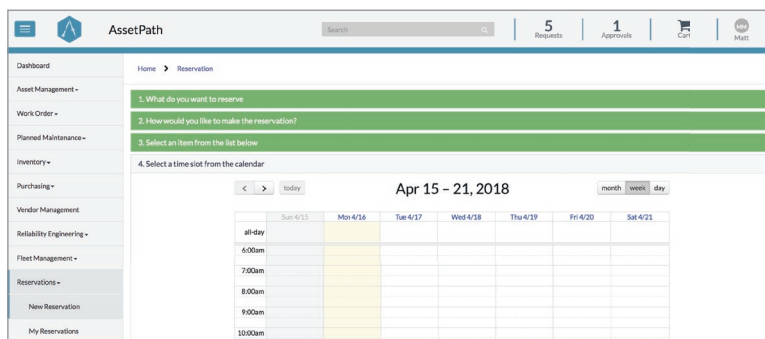 AssetPath
Search
5
Requests
1
Approvals
Cart
MM
Matt
Dashboard
Asset Management
Work Order
Planned Maintenance
Inventory
Purchasing
Vendor Management
Reliability Engineering
Fleet Management
Reservations
New Reservation
My Reservations
Home > Reservation
1. What do you want to reserve
2. How would you like to make the reservation?
3. Select an item from the list below
4. Select a time slot from the calendar
< > today
Apr 15 – 21, 2018
month week day
Sun 4/15 Mon 4/16 Tue 4/17 Wed 4/18 Thu 4/19 Fri 4/20 Sat 4/21
all-day
6:00am
7:00am
8:00am
9:00am
10:00am